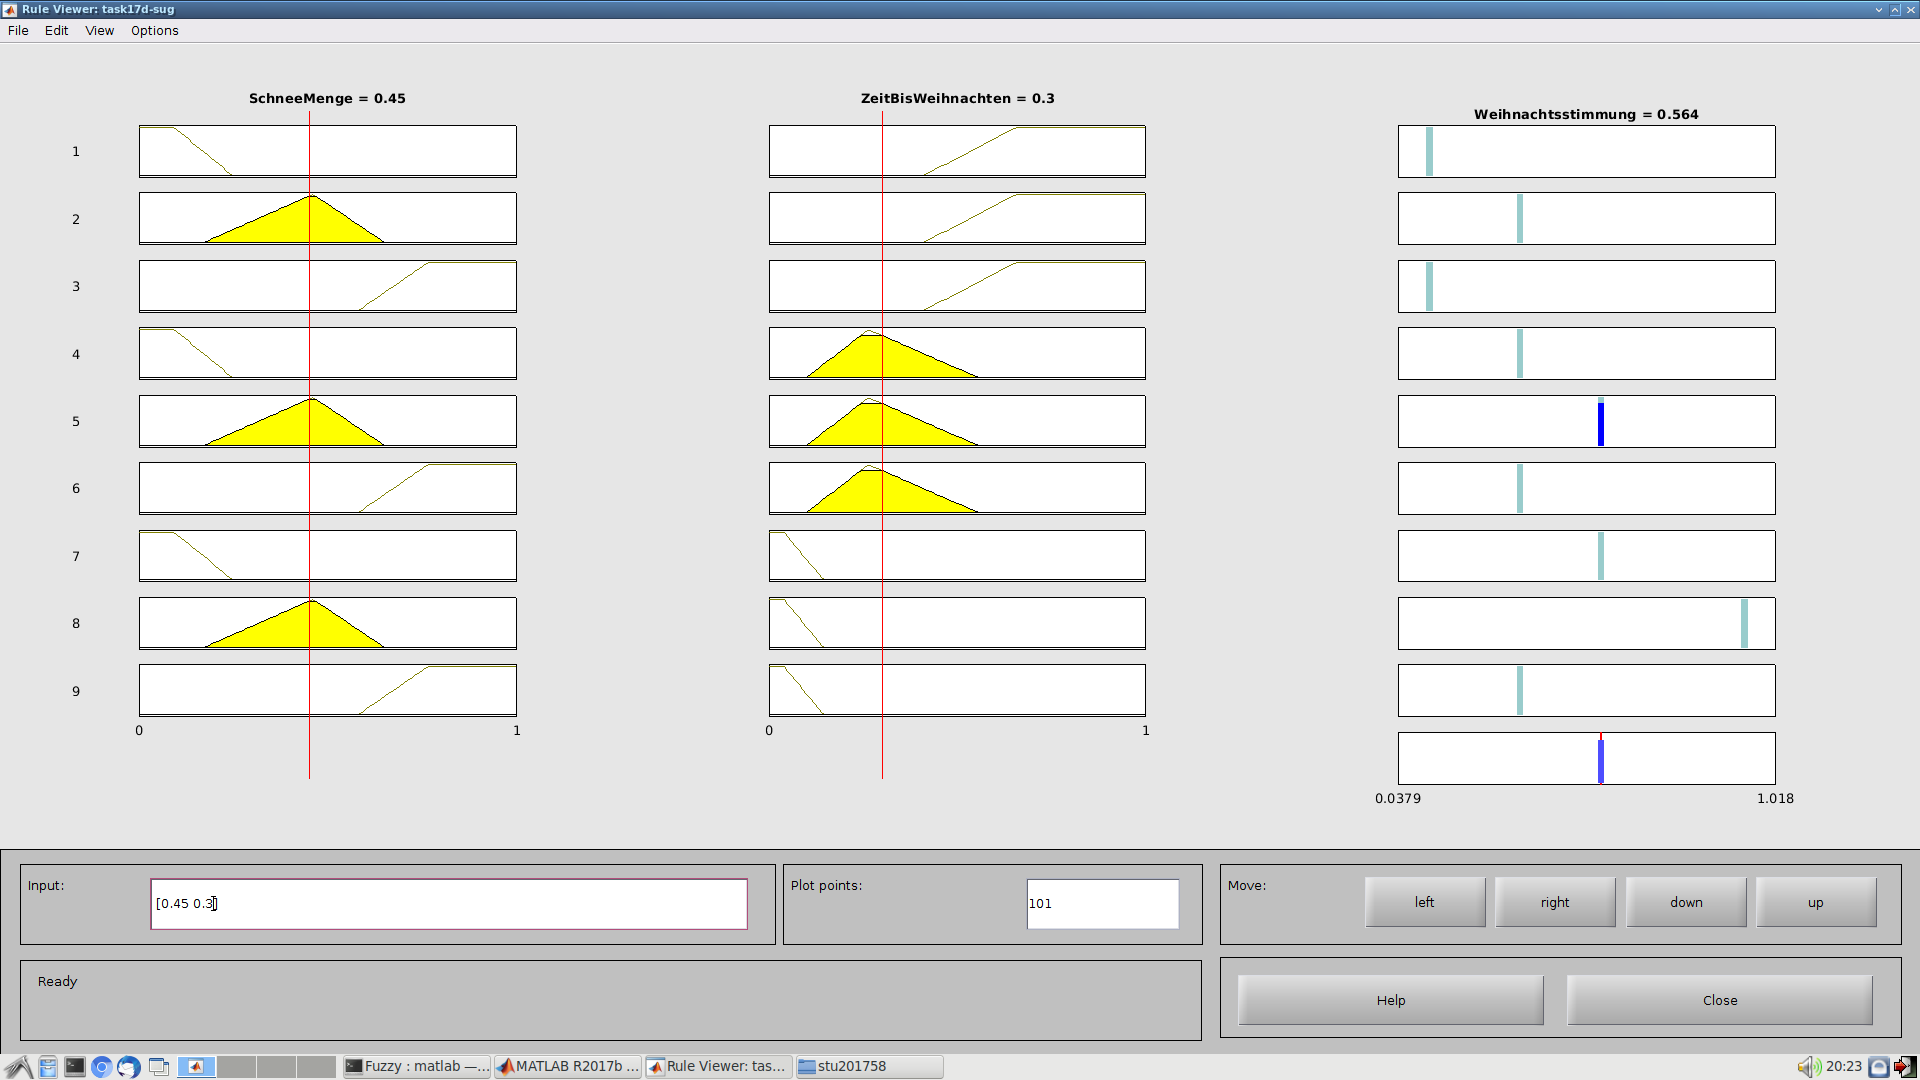 Rule Viewer: task17d-sug
File Edit View Options
SchneeMenge = 0.45
ZeitBisWeihnachten = 0.3
Weihnachtsstimmung = 0.564
1
2
3
4
5
6
7
8
9
0 1
0 1
0.0379 1.018
Input:
[0.45 0.3]
Plot points:
101
Move:
left
right
down
up
Ready
Help
Close
Fuzzy : matlab —...
MATLAB R2017b ...
Rule Viewer: tas...
stu201758
20:23